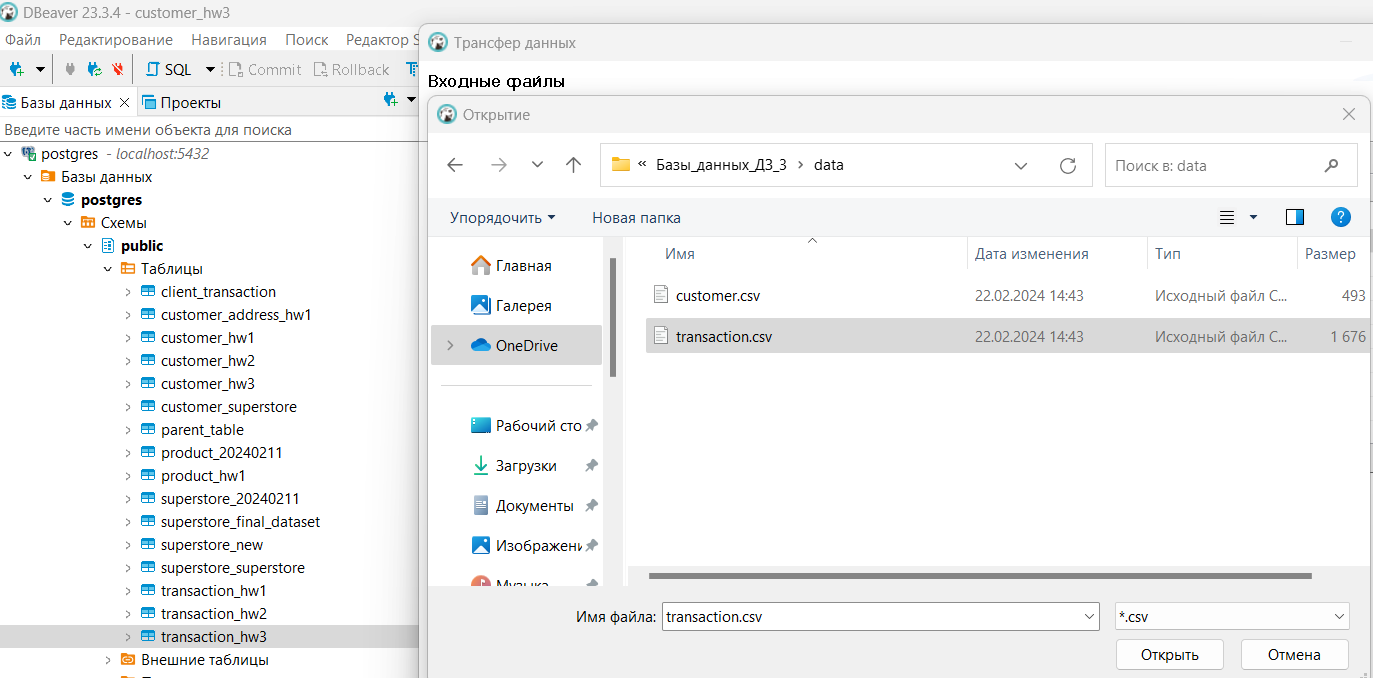 DBeaver 23.3.4 - customer_hw3
Файл Редактирование Навигация Поиск Редактор S
SQL Commit Rollback
Базы данных Проекты
Введите часть имени объекта для поиска
postgres - localhost:5432
Базы данных
postgres
Схемы
public
Таблицы
client_transaction
customer_address_hw1
customer_hw1
customer_hw2
customer_hw3
customer_superstore
parent_table
product_20240211
product_hw1
superstore_20240211
superstore_final_dataset
superstore_new
superstore_superstore
transaction_hw1
transaction_hw2
transaction_hw3
Внешние таблицы
Трансфер данных
Входные файлы
Открытие
« Базы_данных_ДЗ_3 › data
Поиск в: data
Упорядочить Новая папка
Главная
Галерея
OneDrive
Рабочий сто
Загрузки
Документы
Изображени
Музыка
Имя Дата изменения Тип Размер
customer.csv 22.02.2024 14:43 Исходный файл C... 493
transaction.csv 22.02.2024 14:43 Исходный файл C... 1 676
Имя файла: transaction.csv *.csv
Открыть Отмена